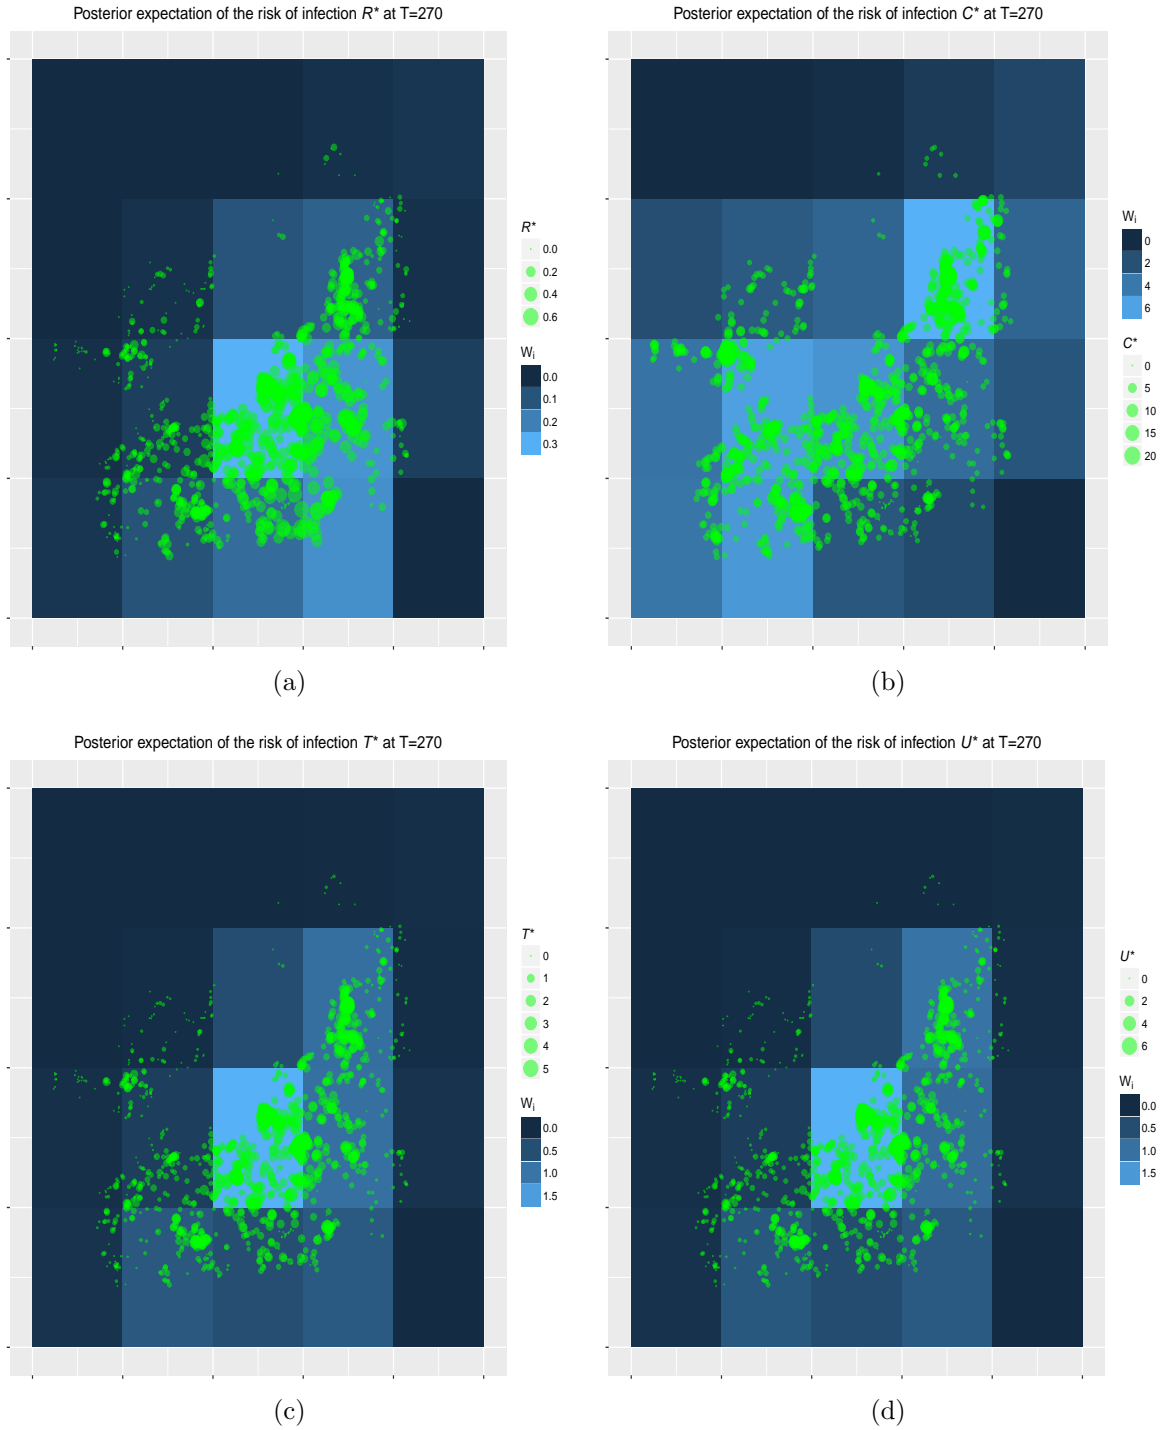 Posterior expectation of the risk of infection R* at T=270
R*
0.0
0.2
0.4
0.6
Wi
0.0
0.1
0.2
0.3
(a)
Posterior expectation of the risk of infection C* at T=270
Wi
0
2
4
6
C*
0
5
10
15
20
(b)
Posterior expectation of the risk of infection T* at T=270
T*
0
1
2
3
4
5
Wi
0.0
0.5
1.0
1.5
(c)
Posterior expectation of the risk of infection U* at T=270
U*
0
2
4
6
Wi
0.0
0.5
1.0
1.5
(d)